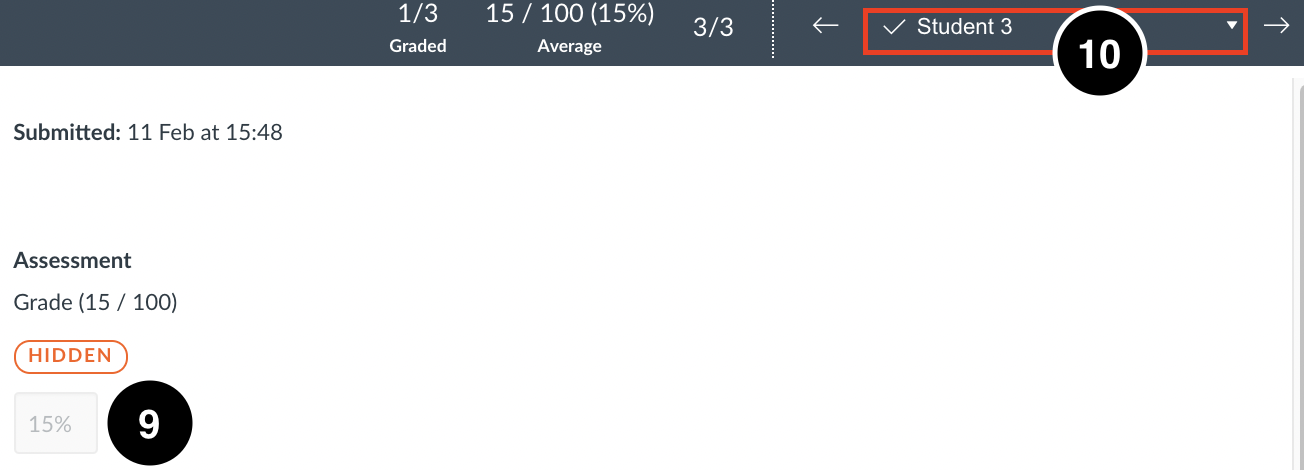 1/3 15 / 100 (15%) 3/3 Student 3
Graded Average 10
Submitted: 11 Feb at 15:48
Assessment
Grade (15 / 100)
HIDDEN
15% 9